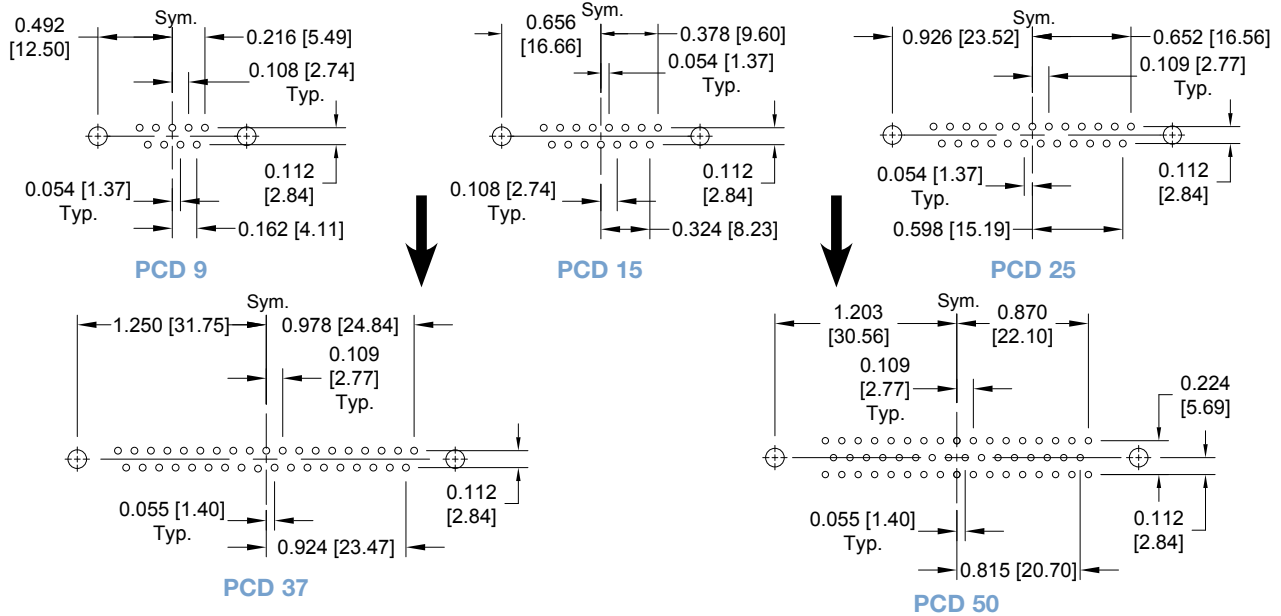 0.492
[12.50]
Sym.
0.216 [5.49]
0.108 [2.74]
Typ.
0.112
[2.84]
0.054 [1.37]
Typ.
0.162 [4.11]
PCD 9
0.656
[16.66]
Sym.
0.378 [9.60]
0.054 [1.37]
Typ.
0.112
[2.84]
0.108 [2.74]
Typ.
0.324 [8.23]
PCD 15
0.926 [23.52]
Sym.
0.652 [16.56]
0.109 [2.77]
Typ.
0.054 [1.37]
Typ.
0.112
[2.84]
0.598 [15.19]
PCD 25
1.250 [31.75]
Sym.
0.978 [24.84]
0.109
[2.77]
Typ.
0.055 [1.40]
Typ.
0.112
[2.84]
0.924 [23.47]
PCD 37
1.203
[30.56]
Sym.
0.870
[22.10]
0.109
[2.77]
Typ.
0.224
[5.69]
0.055 [1.40]
Typ.
0.112
[2.84]
0.815 [20.70]
PCD 50